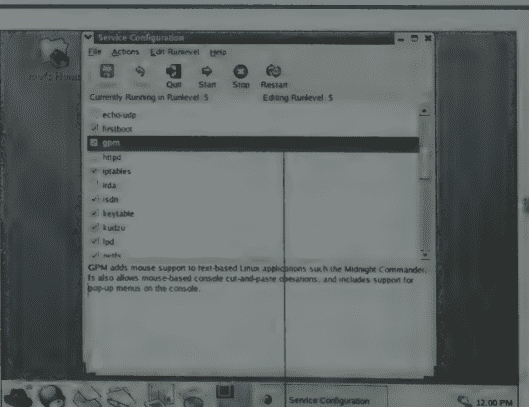 Service Configuration
File Actions Edit Runlevel Help
Quit Start Stop Restart
Currently Running in Runlevel: 5 Editing Runlevel: 5
echo-udp
firstboot
gpm
httpd
iptables
irda
isdn
keytable
kudzu
lpd
netfs
GPM adds mouse support to text-based Linux applications such the Midnight Commander.
Is also allows mouse-based console cut-and-paste operations, and includes support for
pop-up menus on the console.
Service Configuration
12:00 PM